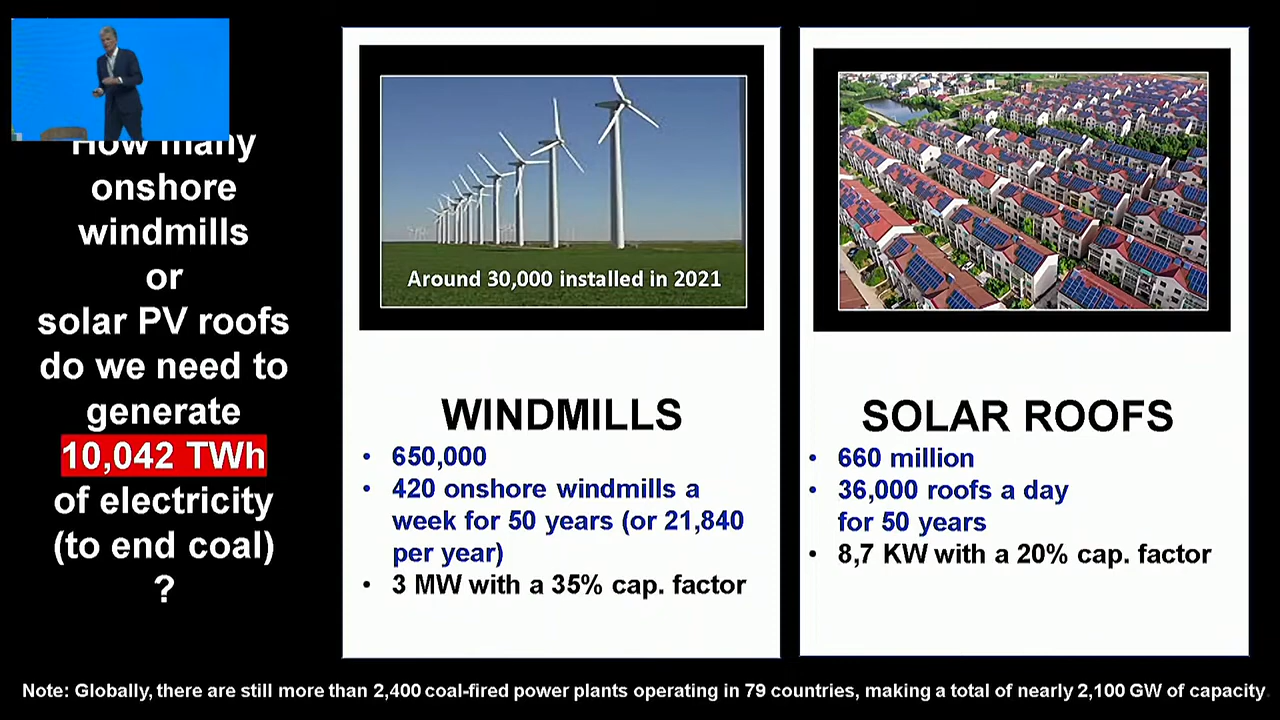 How many
onshore
windmills
or
solar PV roofs
do we need to
generate
10,042 TWh
of electricity
(to end coal)
?
Around 30,000 installed in 2021
WINDMILLS
• 650,000
• 420 onshore windmills a
week for 50 years (or 21,840
per year)
• 3 MW with a 35% cap. factor
SOLAR ROOFS
• 660 million
• 36,000 roofs a day
for 50 years
• 8,7 KW with a 20% cap. factor
Note: Globally, there are still more than 2,400 coal-fired power plants operating in 79 countries, making a total of nearly 2,100 GW of capacity.